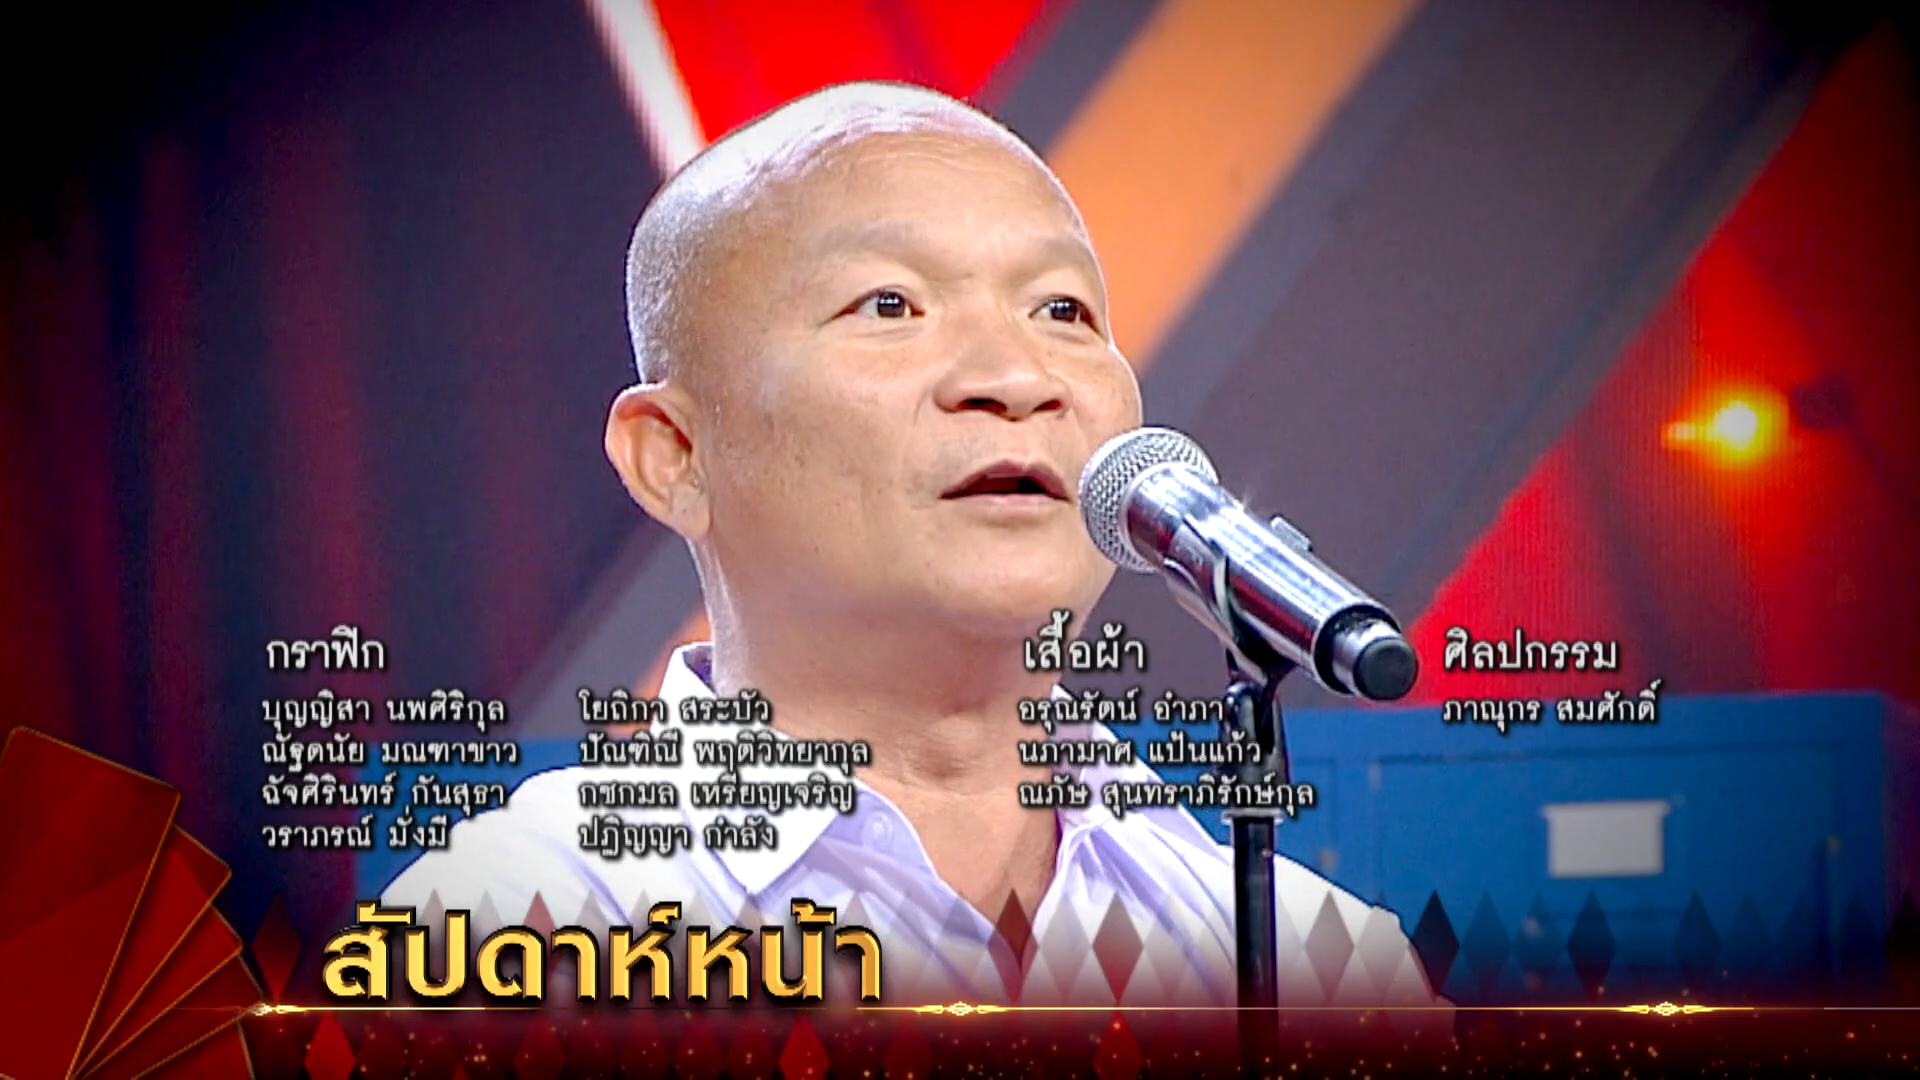 กราฟีก
บุญญิสา นพศิริกุล
ณัฐดนัย มณฑาขาว
ฉัจศิรินทร์ กันสุธา
วราภรณ์ มั่งมี
โยถิกา สระบัว
ปัณฑิณี พฤติวิทยากุล
กชกมล เหรียญเจริญ
ปฏิญญา กำลัง
เสื้อผ้า
อรุณรัตน์ อำภา
นภามาศ แป้นแก้ว
ณภัษ สุนทราภิรักษ์กุล
ศิลปกรรม
ภาณุกร สมศักดิ์
สัปดาห์หน้า